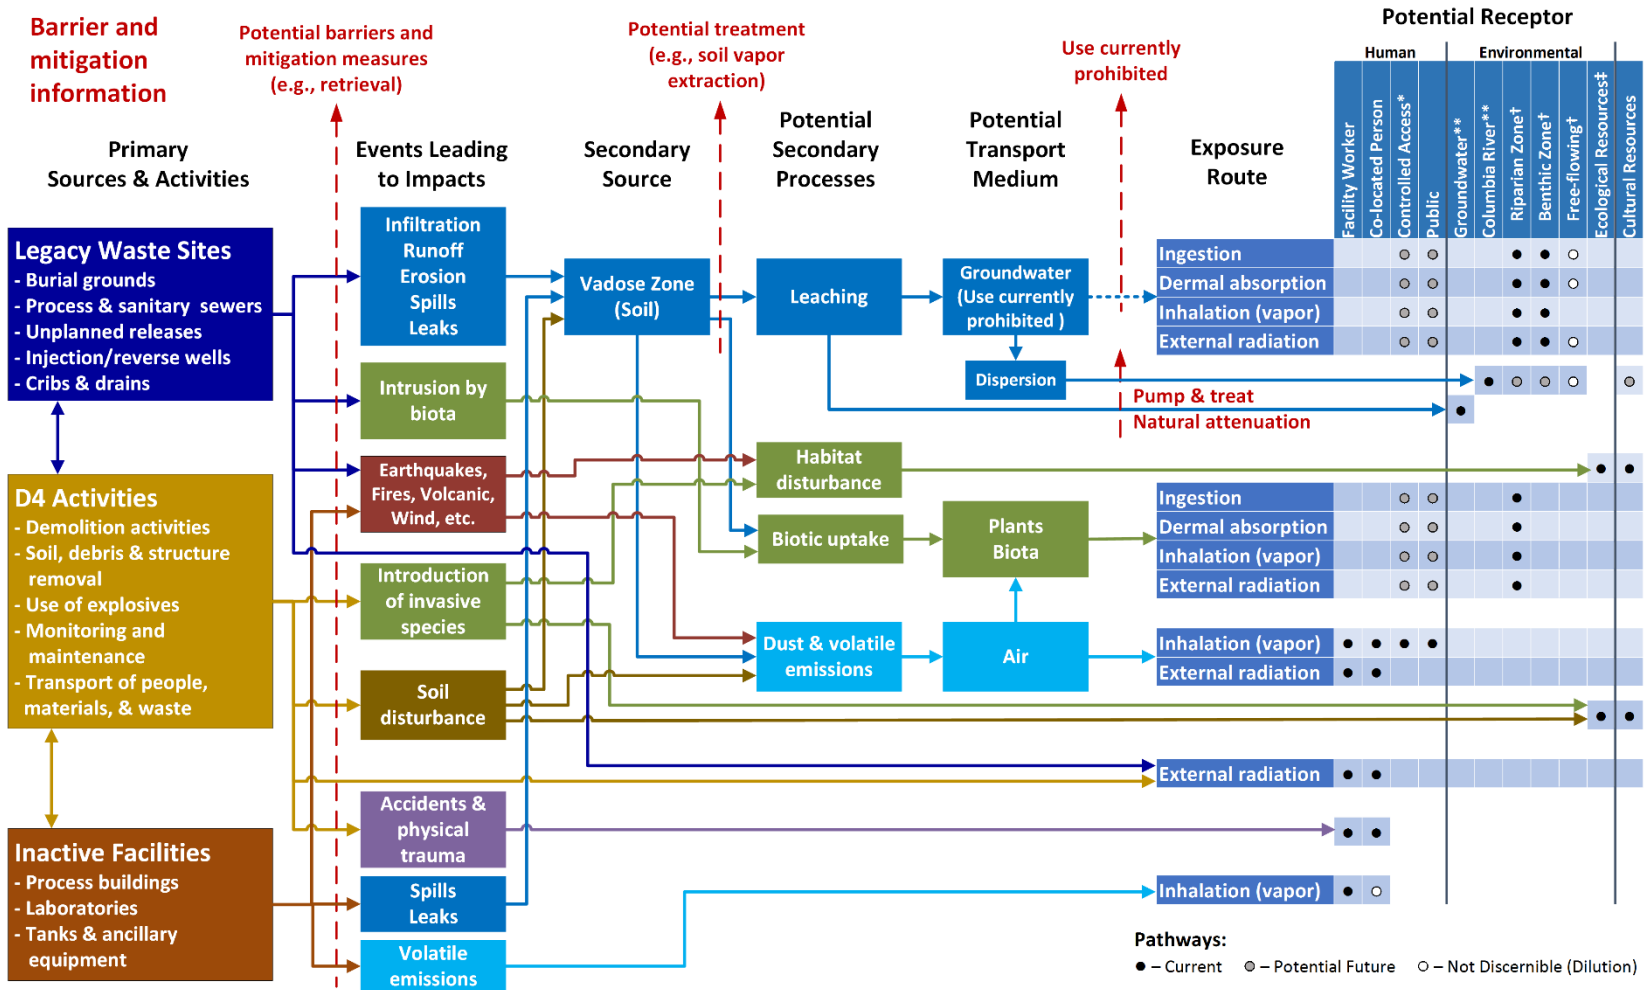 Barrier and
mitigation
information
Potential barriers and
mitigation measures
(e.g., retrieval)
Potential treatment
(e.g., soil vapor
extraction)
Use currently
prohibited
Potential Receptor
Human
Environmental
Primary
Sources & Activities
Events Leading
to Impacts
Secondary
Source
Potential
Secondary
Processes
Potential
Transport
Medium
Exposure
Route
Facility Worker
Co-located Person
Controlled Access*
Public
Groundwater**
Columbia River**
Riparian Zone†
Benthic Zone†
Free-flowing†
Ecological Resources‡
Cultural Resources
Legacy Waste Sites
- Burial grounds
- Process & sanitary sewers
- Unplanned releases
- Injection/reverse wells
- Cribs & drains
D4 Activities
- Demolition activities
- Soil, debris & structure
removal
- Use of explosives
- Monitoring and
maintenance
- Transport of people,
materials, & waste
Inactive Facilities
- Process buildings
- Laboratories
- Tanks & ancillary
equipment
Infiltration
Runoff
Erosion
Spills
Leaks
Intrusion by
biota
Earthquakes,
Fires, Volcanic,
Wind, etc.
Introduction
of invasive
species
Soil
disturbance
Accidents &
physical
trauma
Spills
Leaks
Volatile
emissions
Vadose Zone
(Soil)
Leaching
Habitat
disturbance
Biotic uptake
Dust & volatile
emissions
Groundwater
(Use currently
prohibited )
Dispersion
Plants
Biota
Air
Pump & treat
Natural attenuation
Ingestion
Dermal absorption
Inhalation (vapor)
External radiation
Ingestion
Dermal absorption
Inhalation (vapor)
External radiation
Inhalation (vapor)
External radiation
External radiation
Inhalation (vapor)
Pathways:
– Current
– Potential Future
– Not Discernible (Dilution)